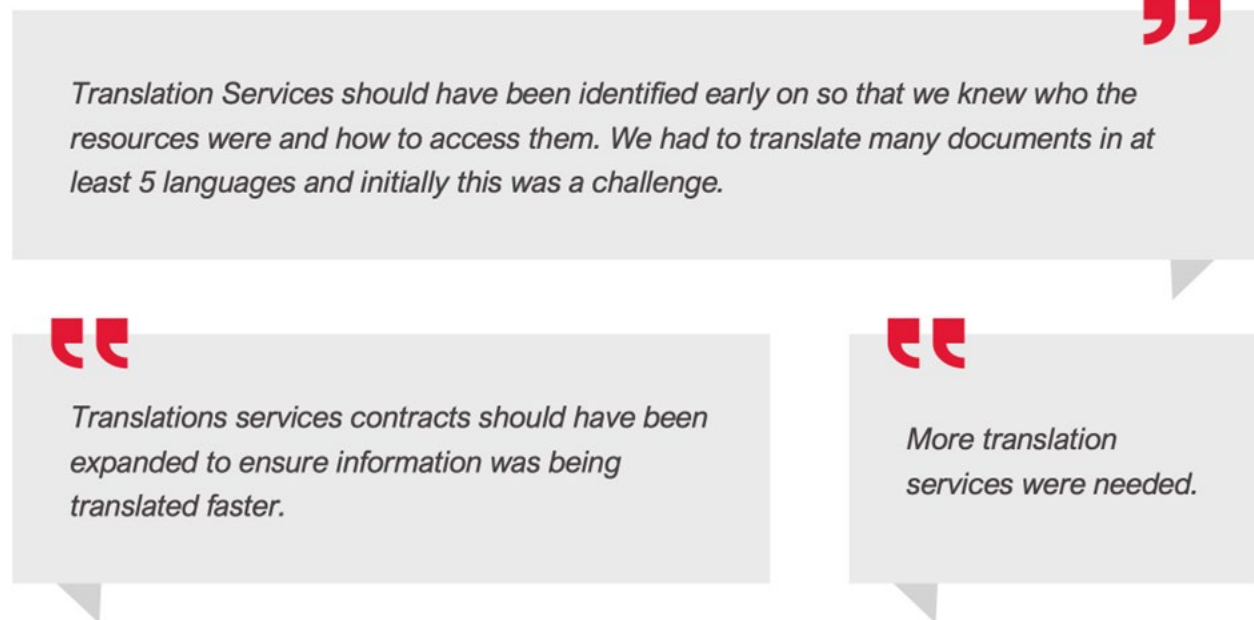 Translation Services should have been identified early on so that we knew who the
resources were and how to access them. We had to translate many documents in at
least 5 languages and initially this was a challenge.
Translations services contracts should have been
expanded to ensure information was being
translated faster.
More translation
services were needed.